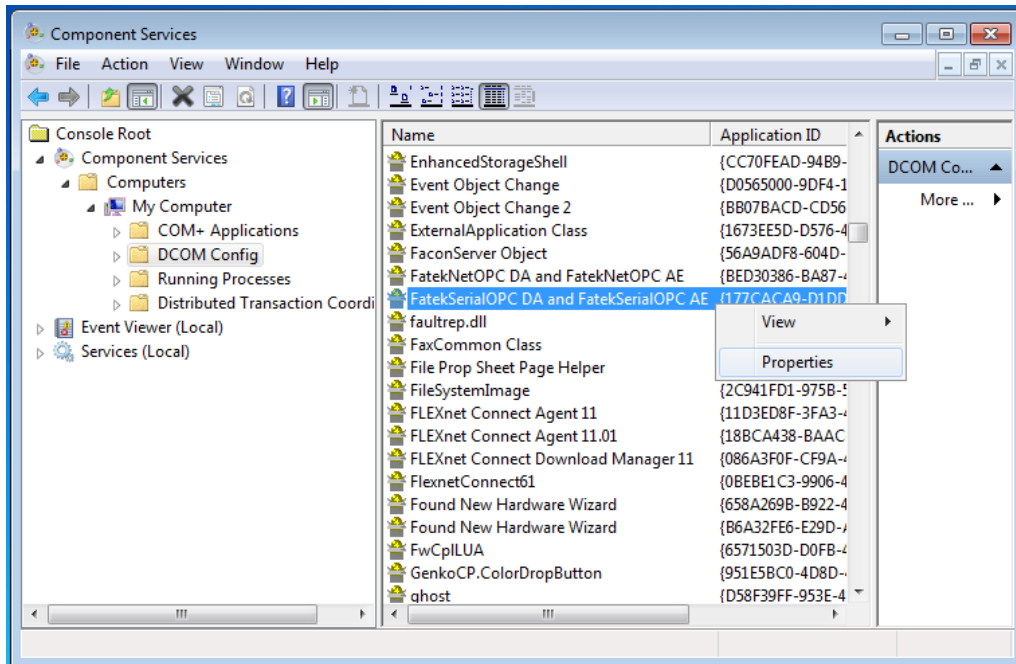 Component Services
File Action View Window Help
Console Root
Component Services
Computers
My Computer
COM+ Applications
DCOM Config
Running Processes
Distributed Transaction Coordi
Event Viewer (Local)
Services (Local)
Name Application ID
EnhancedStorageShell {CC70FEAD-94B9-
Event Object Change {D0565000-9DF4-1
Event Object Change 2 {BB07BACD-CD56
ExternalApplication Class {1673EE5D-D576-4
FaconServer Object {56A9ADF8-604D-
FatekNetOPC DA and FatekNetOPC AE {BED30386-BA87-4
FatekSerialOPC DA and FatekSerialOPC AE {177CACA9-D1DD
faultrep.dll
FaxCommon Class
File Prop Sheet Page Helper
FileSystemImage {2C941FD1-975B-5
FLEXnet Connect Agent 11 {11D3ED8F-3FA3-4
FLEXnet Connect Agent 11.01 {18BCA438-BAAC
FLEXnet Connect Download Manager 11 {086A3F0F-CF9A-4
FlexnetConnect61 {0BEBE1C3-9906-4
Found New Hardware Wizard {658A269B-B922-4
Found New Hardware Wizard {B6A32FE6-E29D-A
FwCplLUA {6571503D-D0FB-4
GenkoCP.ColorDropButton {951E5BC0-4D8D-
ghost {D58F39FF-953E-4
View
Properties
Actions
DCOM Co...
More ...